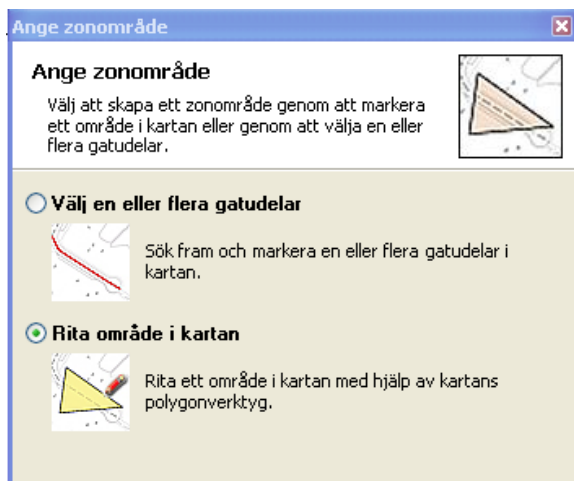 Ange zonområde
Ange zonområde
Välj att skapa ett zonområde genom att markera
ett område i kartan eller genom att välja en eller
flera gatudelar.
Välj en eller flera gatudelar
Sök fram och markera en eller flera gatudelar i
kartan.
Rita område i kartan
Rita ett område i kartan med hjälp av kartans
polygonverktyg.